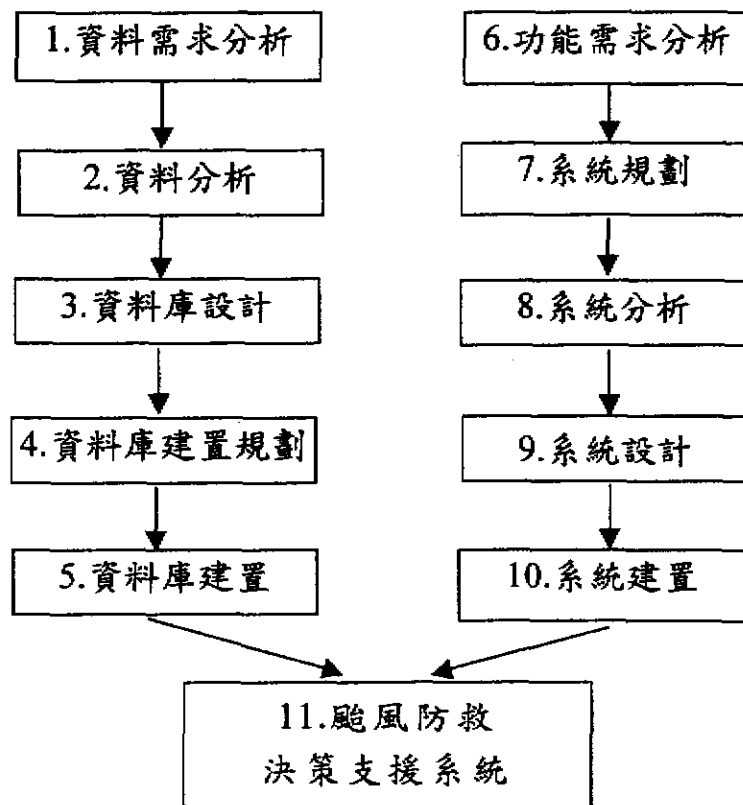 1.資料需求分析
2.資料分析
3.資料庫設計
4.資料庫建置規劃
5.資料庫建置
6.功能需求分析
7.系統規劃
8.系統分析
9.系統設計
10.系統建置
11.颱風防救
決策支援系統